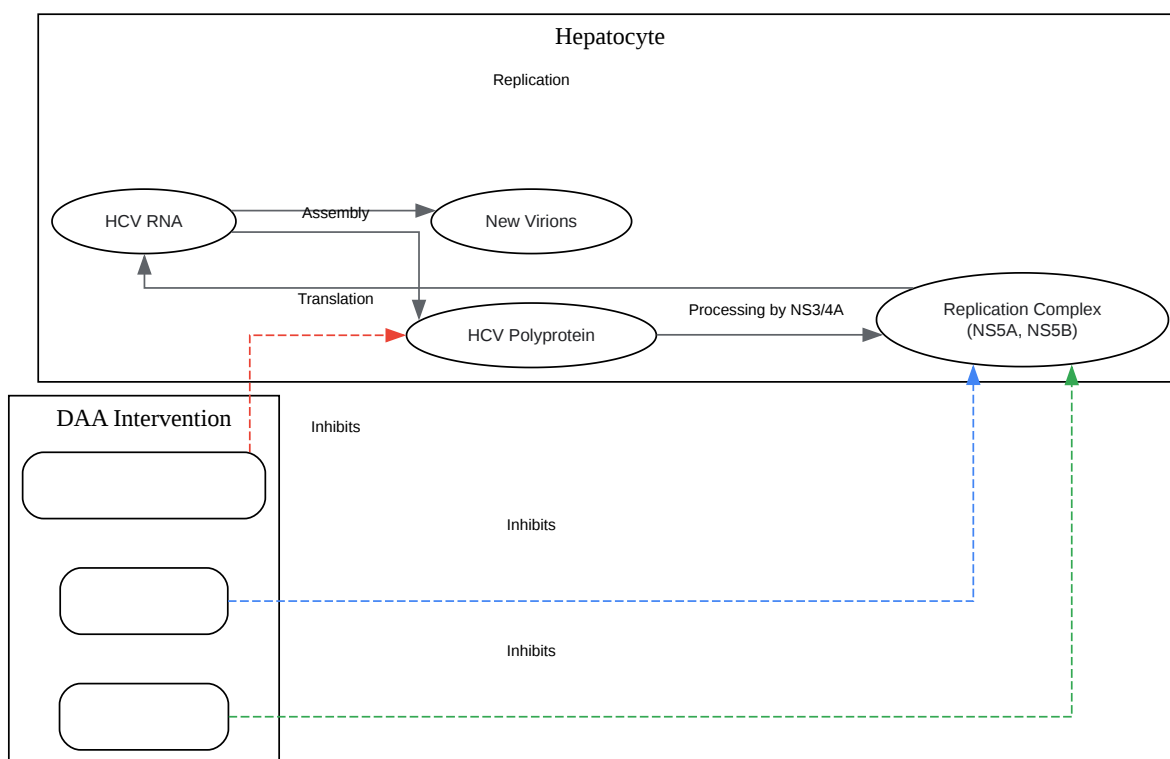 Hepatocyte
Replication
HCV RNA
Assembly
New Virions
Translation
HCV Polyprotein
Processing by NS3/4A
Replication Complex
(NS5A, NS5B)
DAA Intervention
Inhibits
Inhibits
Inhibits